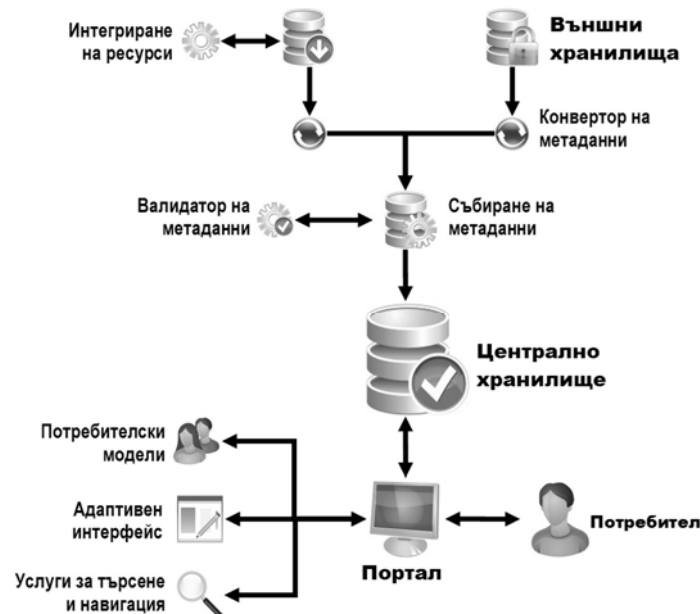 Интегриране
на ресурси
Външни
хранилища
Конвертор на
метаданни
Валидатор на
метаданни
Събиране на
метаданни
Централно
хранилище
Потребителски
модели
Адаптивен
интерфейс
Потребител
Портал
Услуги за търсене
и навигация